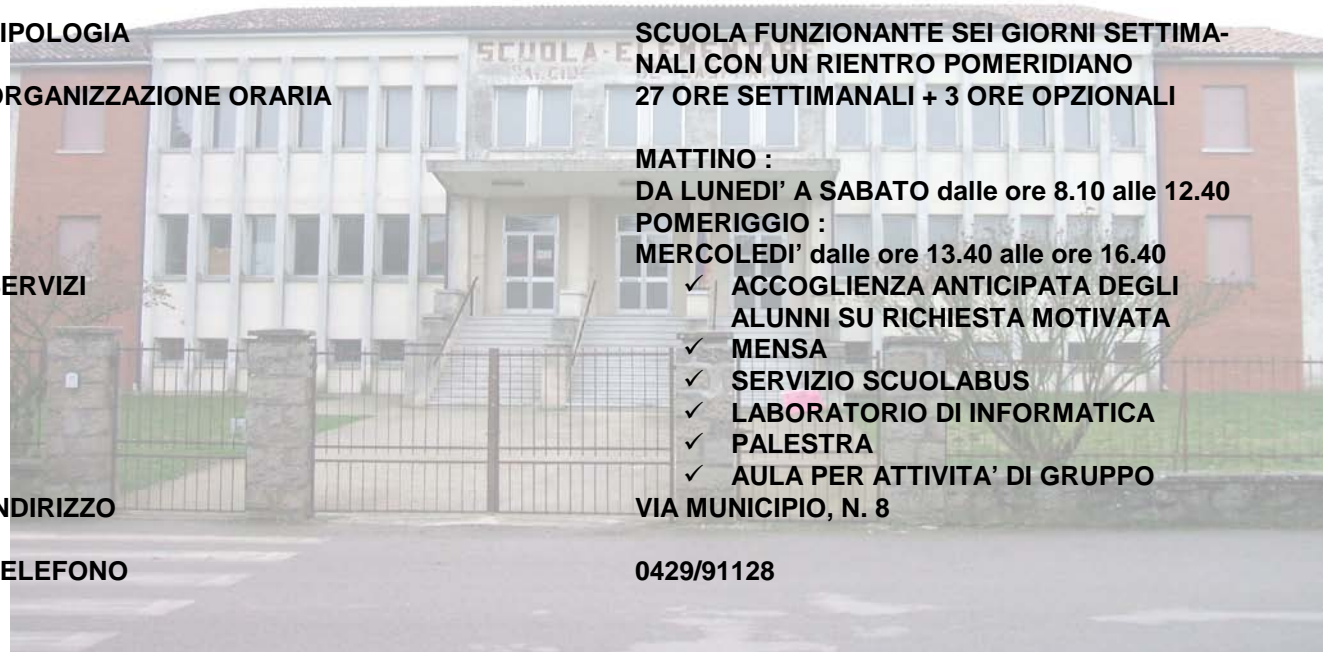 IPOLOGIA SCUOLA FUNZIONANTE SEI GIORNI SETTIMA-
NALI CON UN RIENTRO POMERIDIANO
ORGANIZZAZIONE ORARIA 27 ORE SETTIMANALI + 3 ORE OPZIONALI
MATTINO :
DA LUNEDI' A SABATO dalle ore 8.10 alle 12.40
POMERIGGIO :
MERCOLEDI' dalle ore 13.40 alle ore 16.40
ERVIZI ✓ ACCOGLIENZA ANTICIPATA DEGLI
ALUNNI SU RICHIESTA MOTIVATA
✓ MENSA
✓ SERVIZIO SCUOLABUS
✓ LABORATORIO DI INFORMATICA
✓ PALESTRA
✓ AULA PER ATTIVITA' DI GRUPPO
NDIRIZZO VIA MUNICIPIO, N. 8
ELEFONO 0429/91128
SCUOLA ELEMENTARE